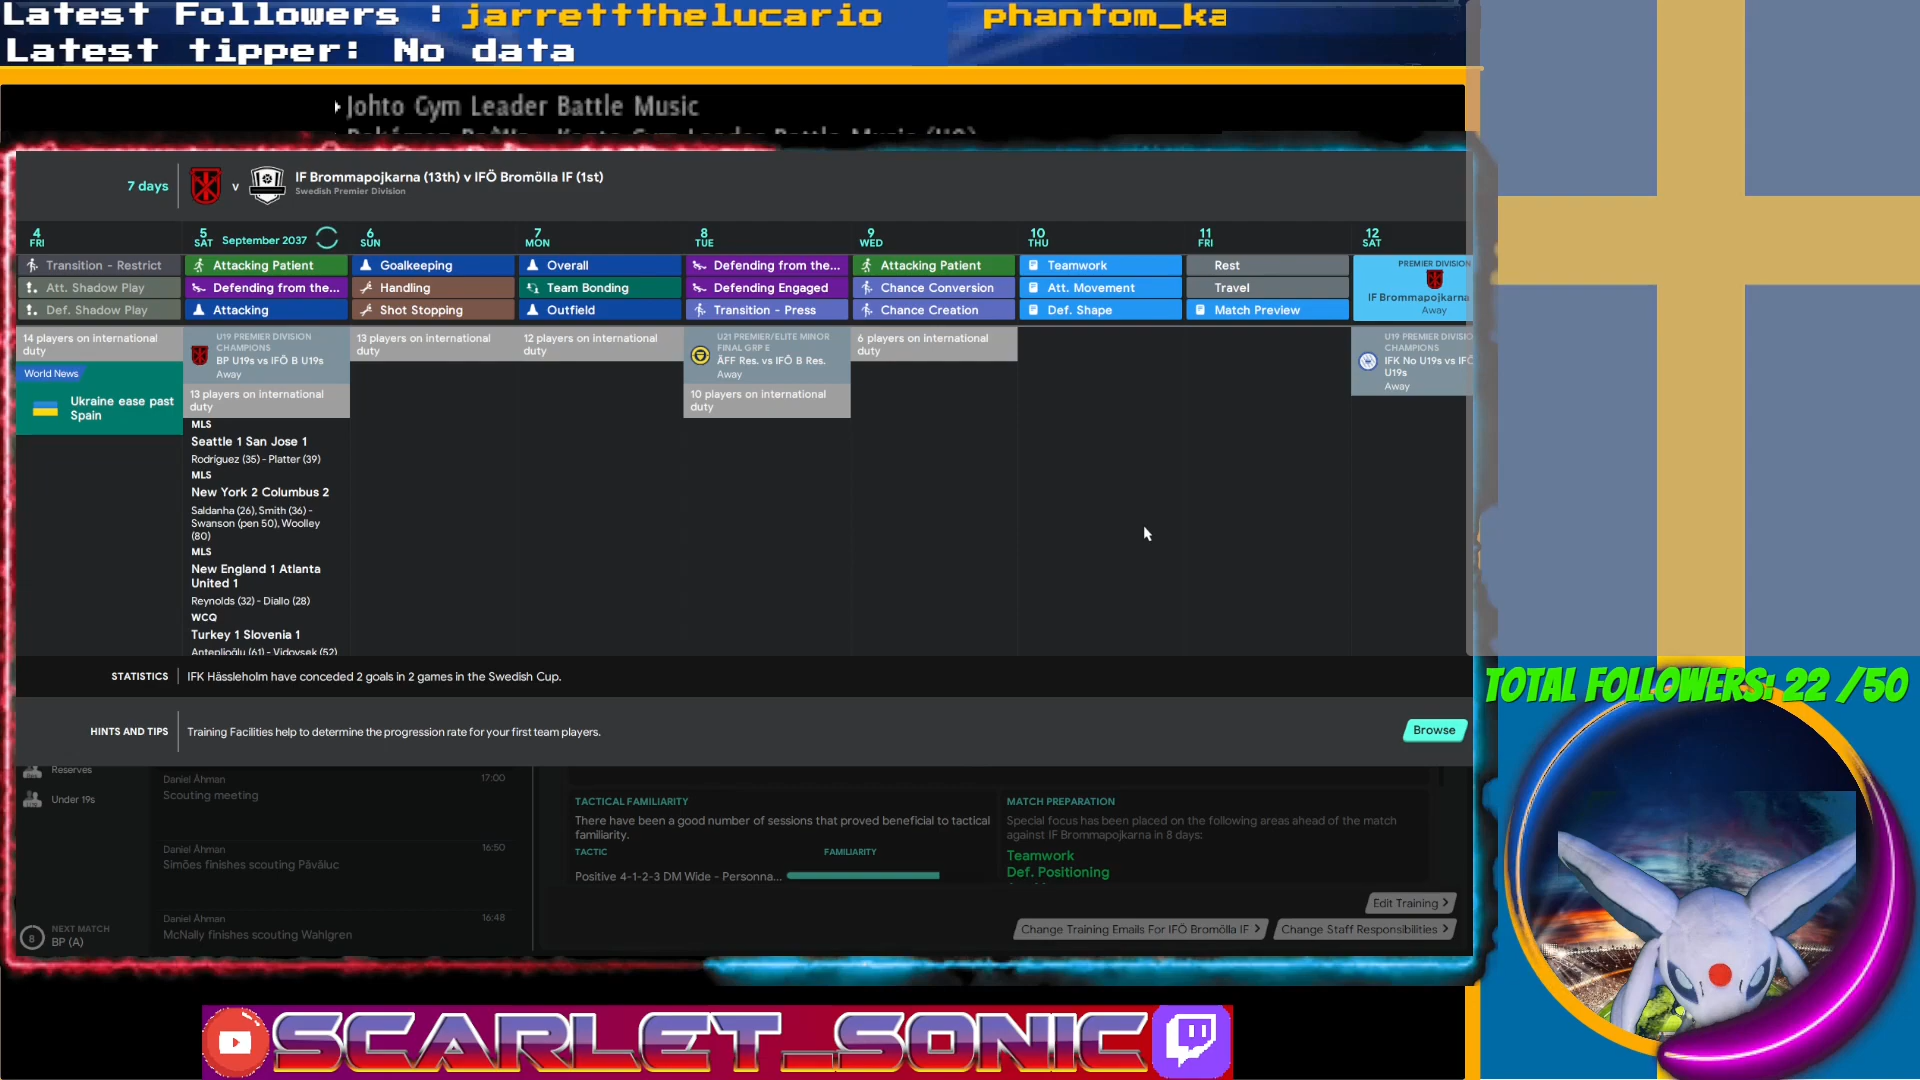 Latest Followers : jarrettthelucario phantom_ka
Latest tipper: No data
Johto Gym Leader Battle Music
7 days
v
IF Brommapojkarna (13th) v IFÖ Bromölla IF (1st)
Swedish Premier Division
4 FRI
5 SAT September 2037
6 SUN
7 MON
8 TUE
9 WED
10 THU
11 FRI
12 SAT
Transition - Restrict
Att. Shadow Play
Def. Shadow Play
Attacking Patient
Defending from the...
Attacking
Goalkeeping
Handling
Shot Stopping
Overall
Team Bonding
Outfield
Defending from the...
Defending Engaged
Transition - Press
Attacking Patient
Chance Conversion
Chance Creation
Teamwork
Att. Movement
Def. Shape
Rest
Travel
Match Preview
PREMIER DIVISION
IF Brommapojkarna
Away
14 players on international duty
World News
Ukraine ease past Spain
U19 PREMIER DIVISION CHAMPIONS
BP U19s vs IFÖ B U19s
Away
13 players on international duty
MLS
Seattle 1 San Jose 1
Rodríguez (35) - Platter (39)
MLS
New York 2 Columbus 2
Saldanha (26), Smith (36) -
Swanson (pen 50), Woolley
(80)
MLS
New England 1 Atlanta
United 1
Reynolds (32) - Diallo (28)
WCQ
Turkey 1 Slovenia 1
Anteplioğlu (61) - Vidovsek (52)
13 players on international duty
12 players on international duty
U21 PREMIER/ELITE MINOR FINAL GRP E
ÄFF Res. vs IFÖ B Res.
Away
10 players on international duty
6 players on international duty
U19 PREMIER DIVISIO
CHAMPIONS
IFK No U19s vs IFÖ
U19s
Away
STATISTICS
IFK Hässleholm have conceded 2 goals in 2 games in the Swedish Cup.
HINTS AND TIPS
Training Facilities help to determine the progression rate for your first team players.
Browse
Reserves
Under 19s
Daniel Åhman 17:00
Scouting meeting
Daniel Åhman 16:50
Simões finishes scouting Păvăluc
Daniel Åhman 16:48
McNally finishes scouting Wahlgren
8
NEXT MATCH
BP (A)
TACTICAL FAMILIARITY
There have been a good number of sessions that proved beneficial to tactical
familiarity.
TACTIC FAMILIARITY
Positive 4-1-2-3 DM Wide - Personna...
MATCH PREPARATION
Special focus has been placed on the following areas ahead of the match
against IF Brommapojkarna in 8 days:
Teamwork
Def. Positioning
Edit Training >
Change Training Emails For IFÖ Bromölla IF >
Change Staff Responsibilities >
TOTAL FOLLOWERS: 22 /50
SCARLET_SONIC